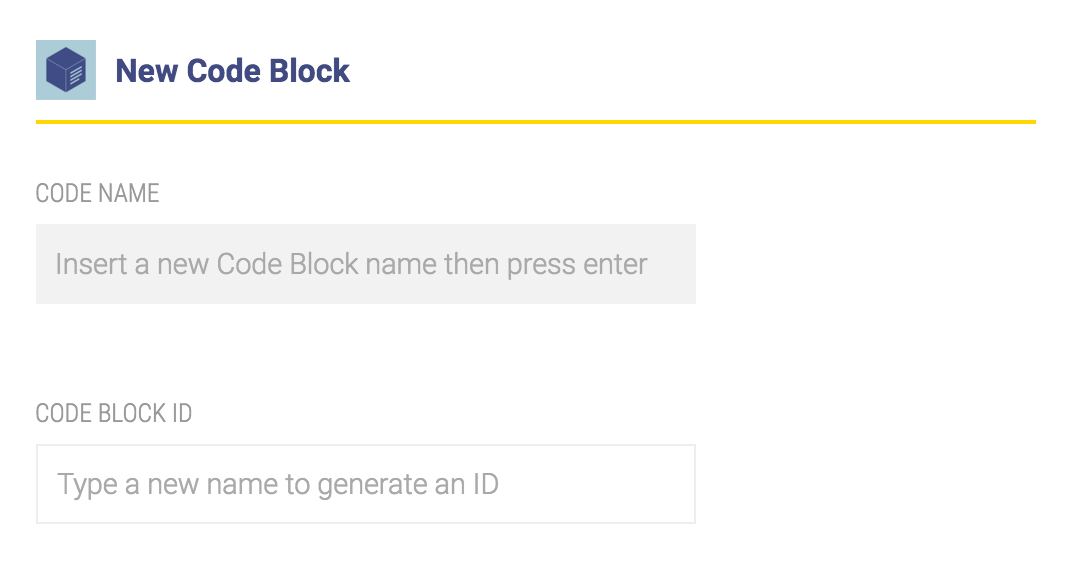 New Code Block
CODE NAME
Insert a new Code Block name then press enter
CODE BLOCK ID
Type a new name to generate an ID